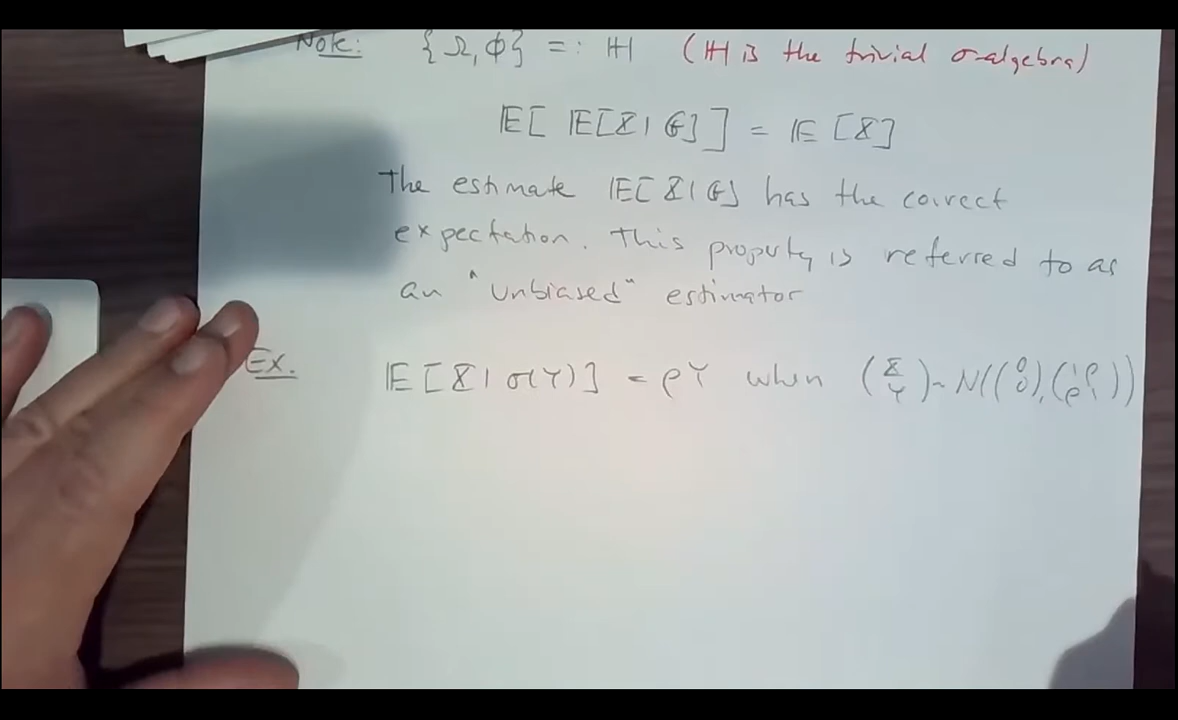 Note: {Ω, ϕ} =: ℍ (ℍ is the trivial σ-algebra)
𝔼[ 𝔼[X | G] ] = 𝔼[X]
The estimate 𝔼[X | G] has the correct
expectation. This property is referred to as
an "unbiased" estimator
Ex. 𝔼[X | σ(Y)] = ρY when (X Y) ~ N((0 0), (1 ρ ρ 1))